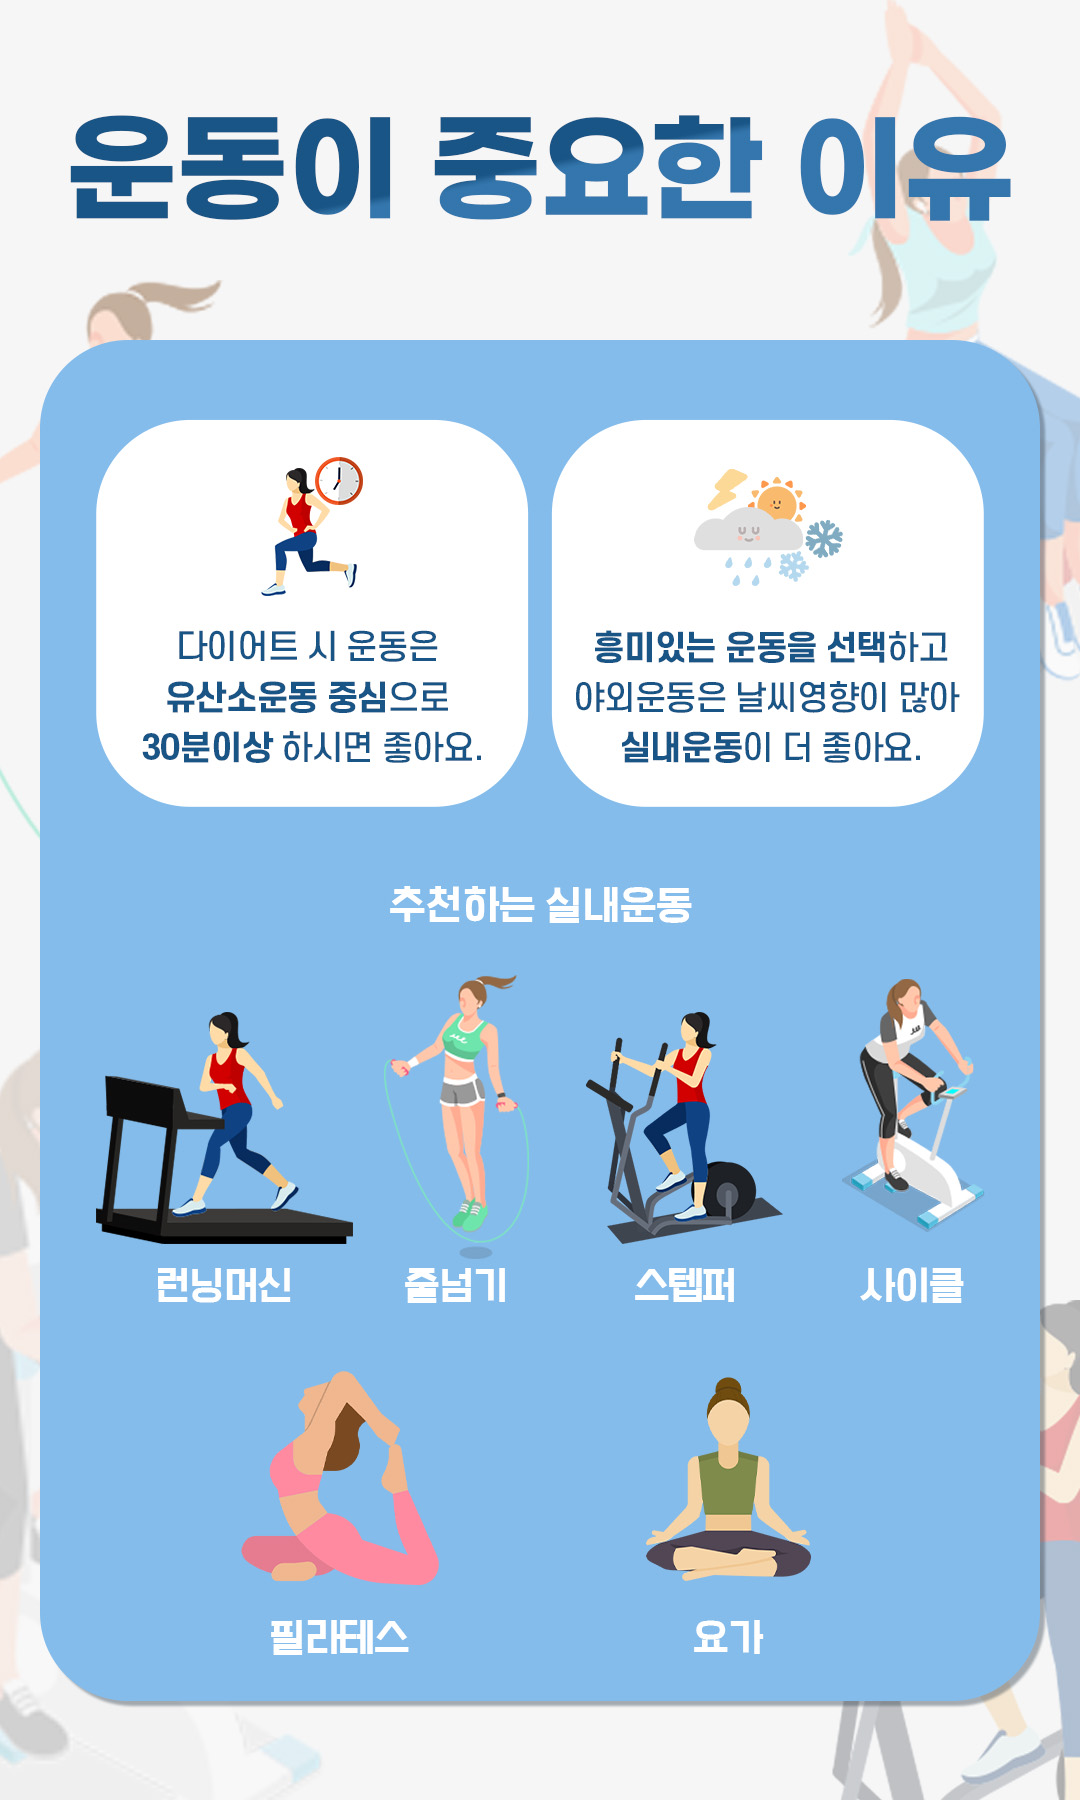 운동이 중요한 이유
다이어트 시 운동은
유산소운동 중심으로
30분이상 하시면 좋아요.
흥미있는 운동을 선택하고
야외운동은 날씨영향이 많아
실내운동이 더 좋아요.
추천하는 실내운동
런닝머신
줄넘기
스텝퍼
사이클
필라테스
요가